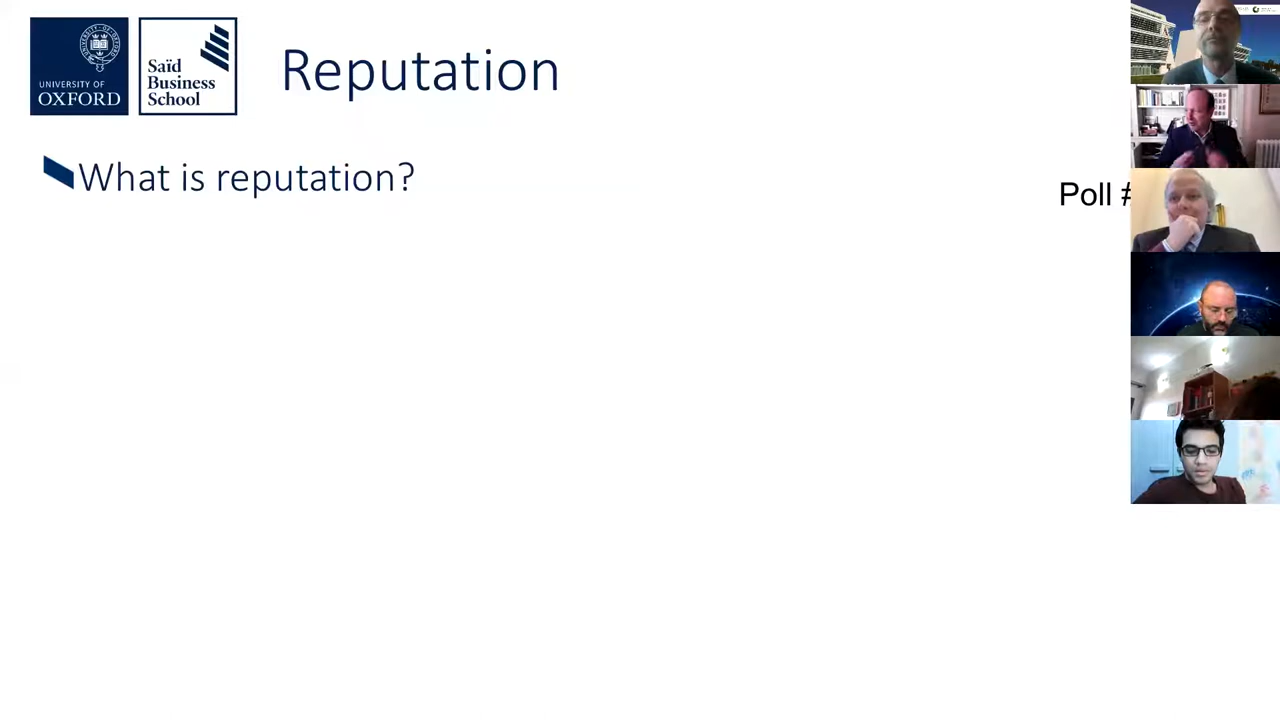 UNIVERSITY OF
OXFORD
Saïd
Business
School
Reputation
What is reputation?
Poll #